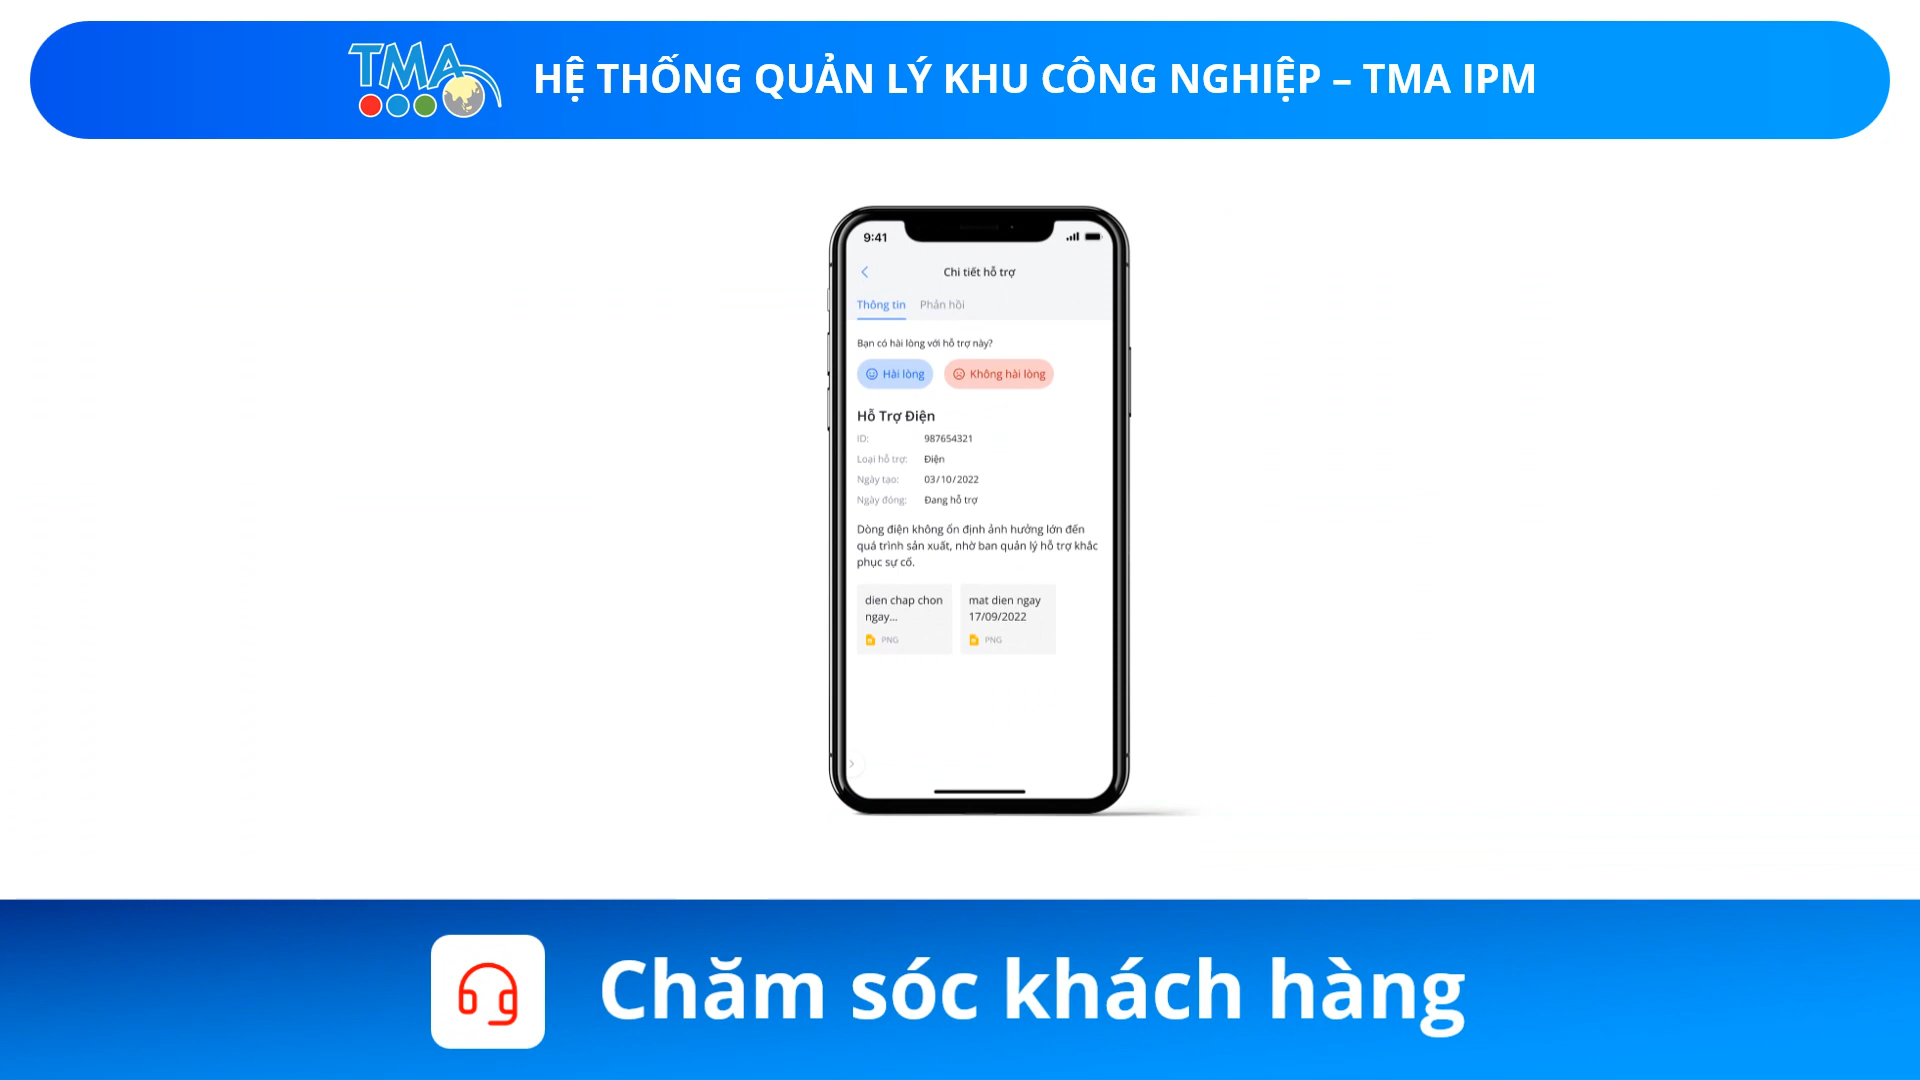 TMA
HỆ THỐNG QUẢN LÝ KHU CÔNG NGHIỆP – TMA IPM
9:41
Chi tiết hỗ trợ
Thông tin Phản hồi
Bạn có hài lòng với hỗ trợ này?
Hài lòng Không hài lòng
Hỗ Trợ Điện
ID: 987654321
Loại hỗ trợ: Điện
Ngày tạo: 03/10/2022
Ngày đóng: Đang hỗ trợ
Dòng điện không ổn định ảnh hưởng lớn đến
quá trình sản xuất, nhờ ban quản lý hỗ trợ khắc
phục sự cố.
dien chap chon
ngay...
PNG
mat dien ngay
17/09/2022
PNG
Chăm sóc khách hàng